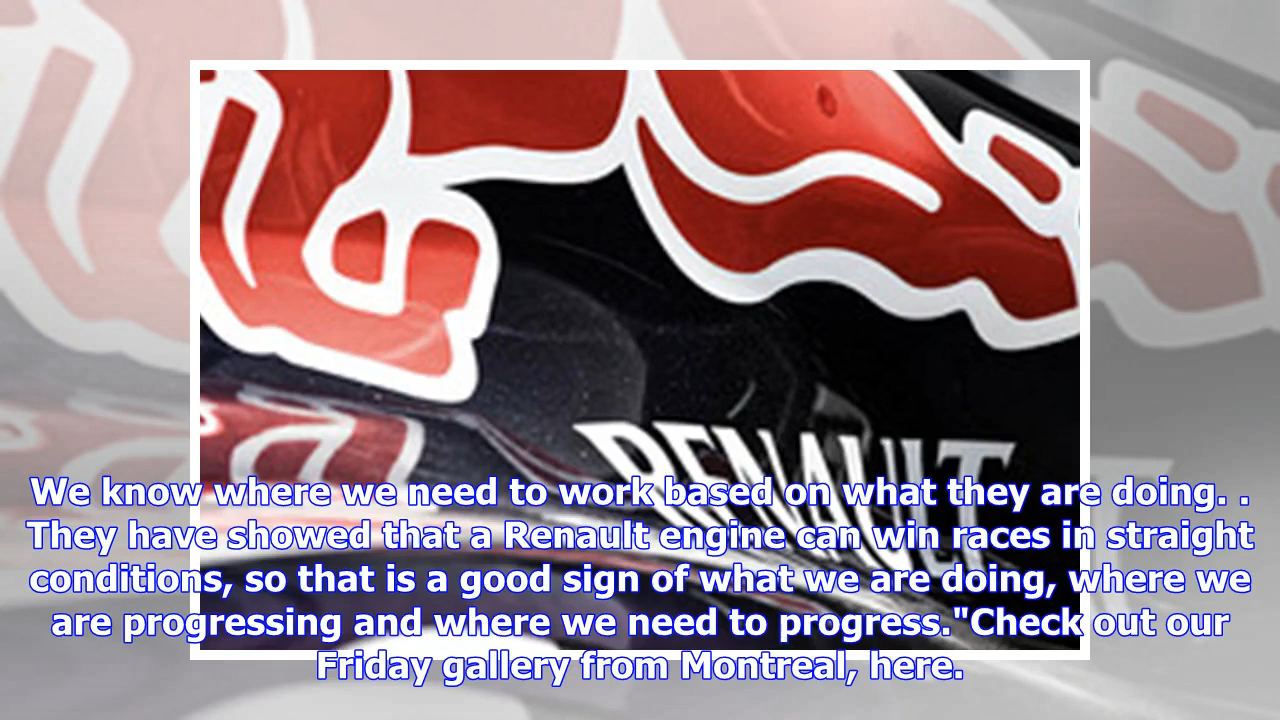 RENAULT
We know where we need to work based on what they are doing. .
They have showed that a Renault engine can win races in straight
conditions, so that is a good sign of what we are doing, where we
are progressing and where we need to progress."Check out our
Friday gallery from Montreal, here.